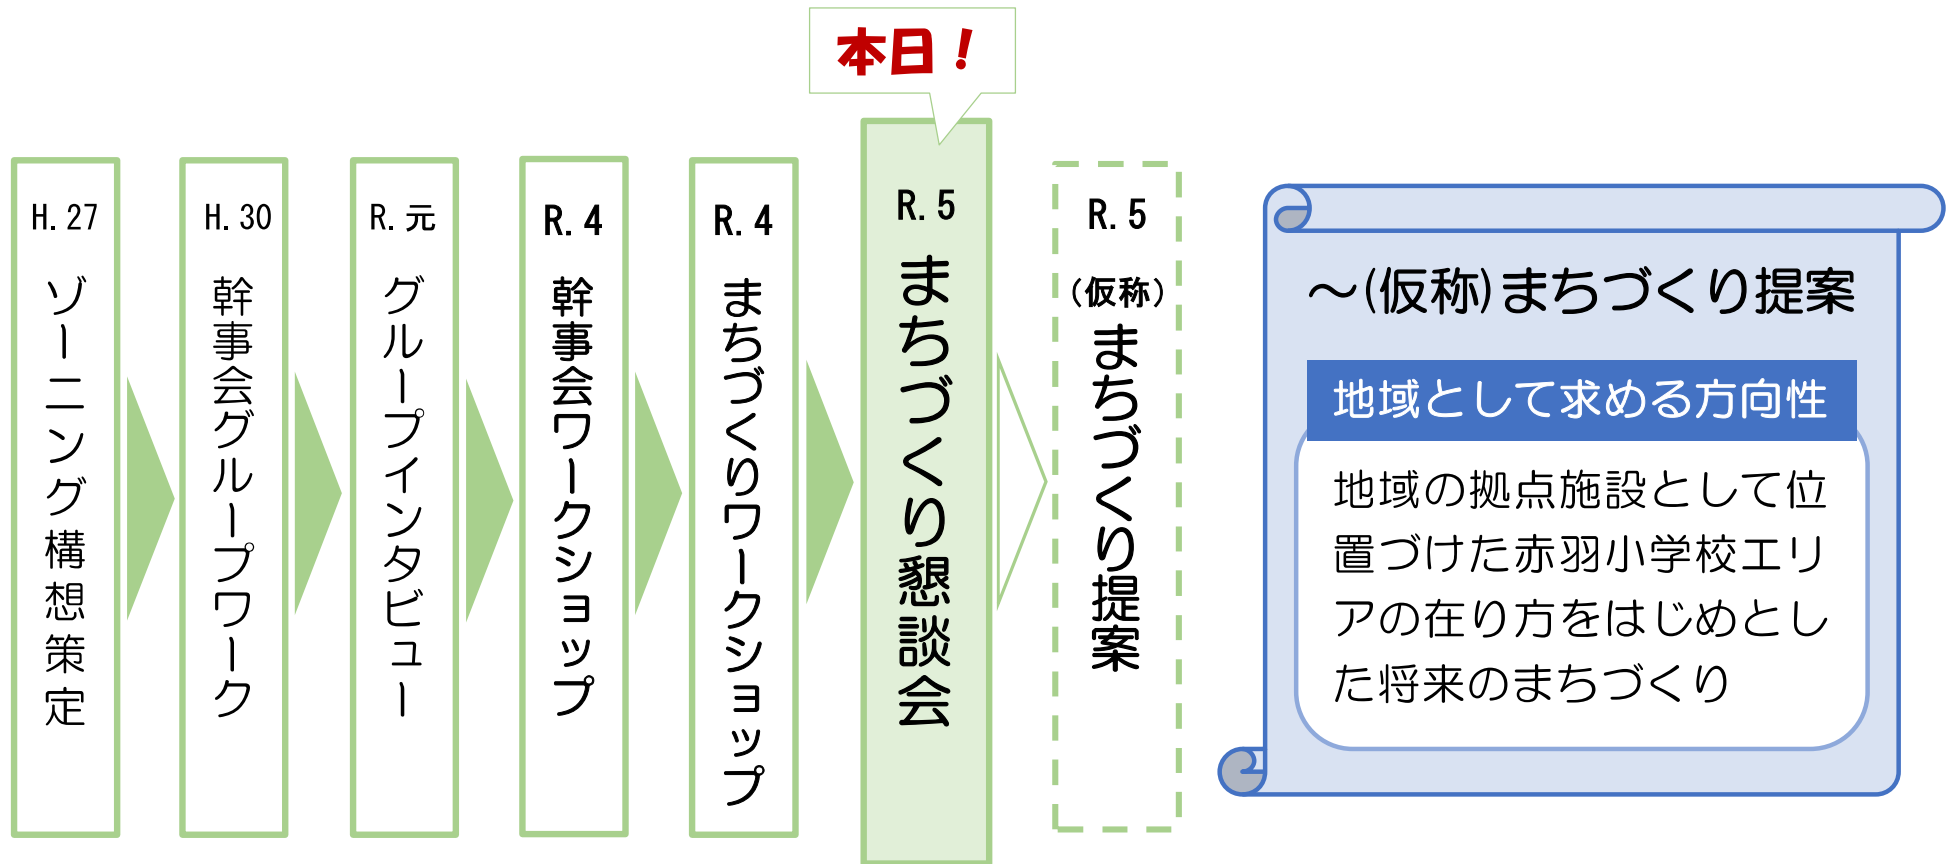 本日！
H.27
ゾーニング構想策定
H.30
幹事会グループワーク
R.元
グループインタビュー
R.4
幹事会ワークショップ
R.4
まちづくりワークショップ
R.5
まちづくり懇談会
R.5
（仮称）
まちづくり提案
～(仮称)まちづくり提案
地域として求める方向性
地域の拠点施設として位
置づけた赤羽小学校エリ
アの在り方をはじめとし
た将来のまちづくり